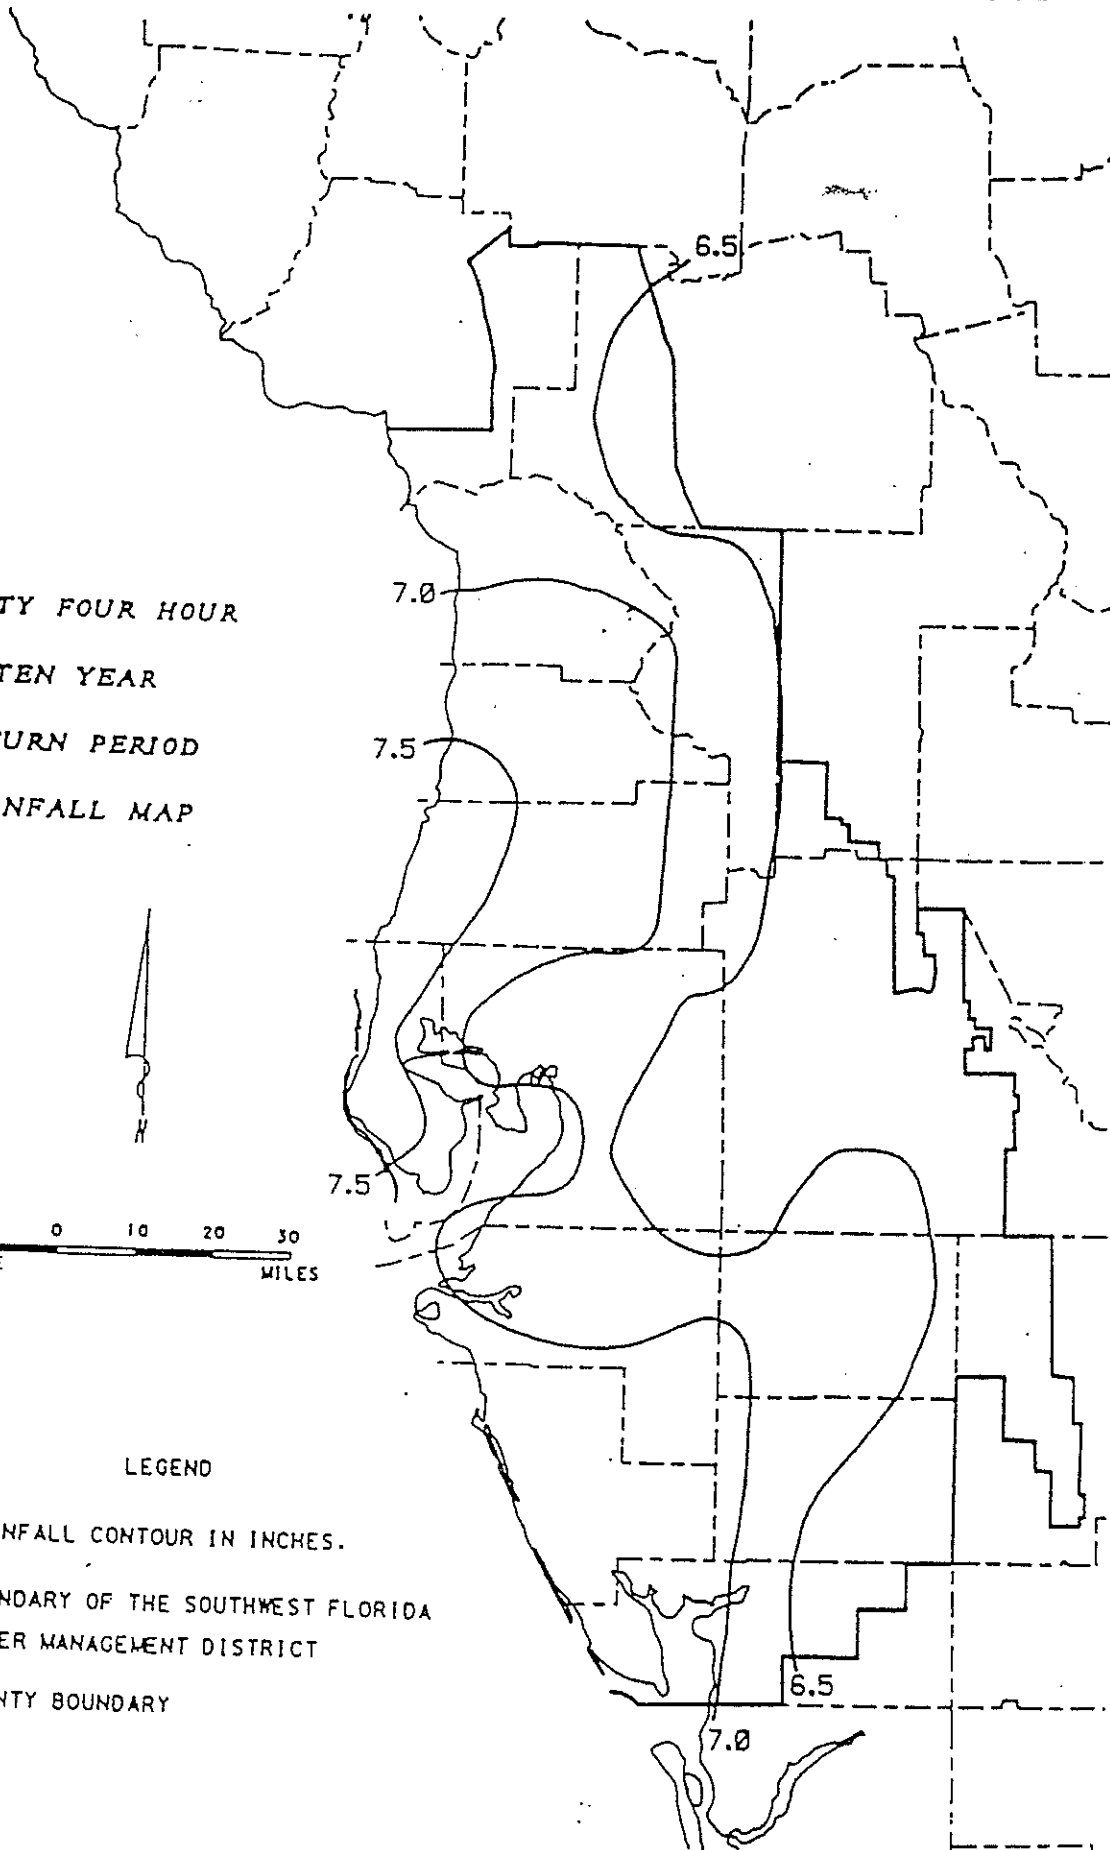 6.5
7.0
TY FOUR HOUR
TEN YEAR
URN PERIOD
7.5
NFALL MAP
N
7.5
0 10 20 30
MILES
LEGEND
NFALL CONTOUR IN INCHES.
NDARY OF THE SOUTHWEST FLORIDA
ER MANAGEMENT DISTRICT
6.5
NTY BOUNDARY
7.0